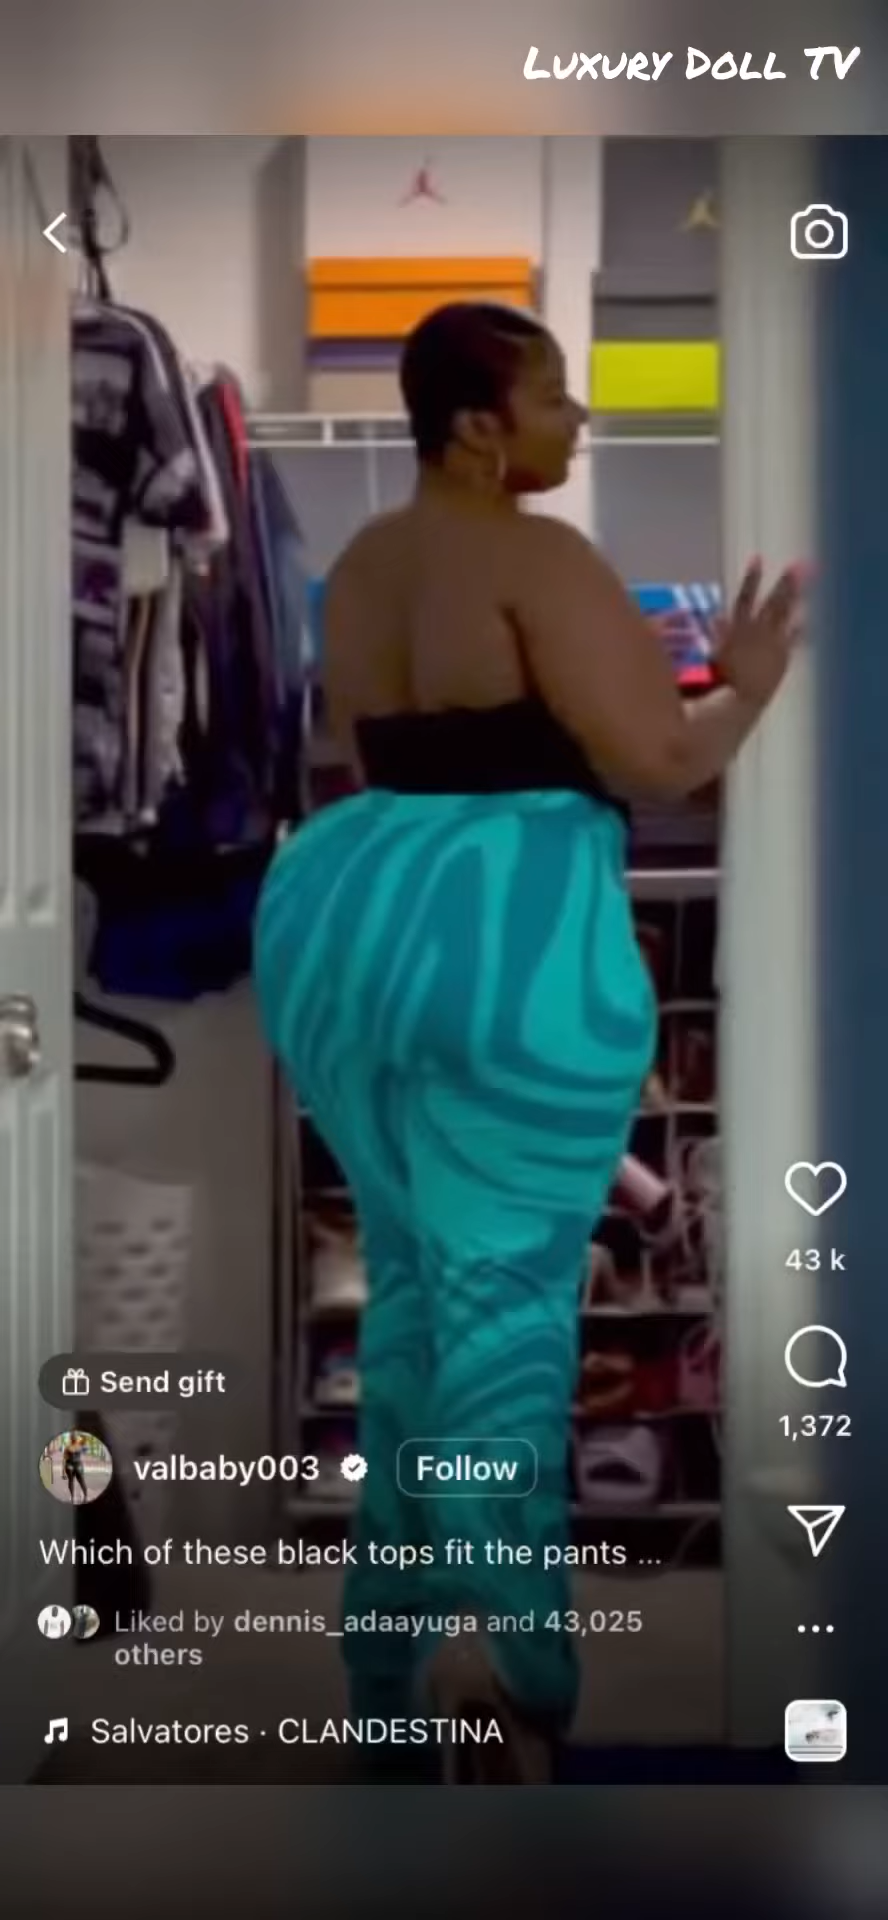 Luxury Doll TV
Send gift
valbaby003
Follow
Which of these black tops fit the pants ...
Liked by dennis_adaayuga and 43,025
others
Salvatores · CLANDESTINA
43 k
1,372